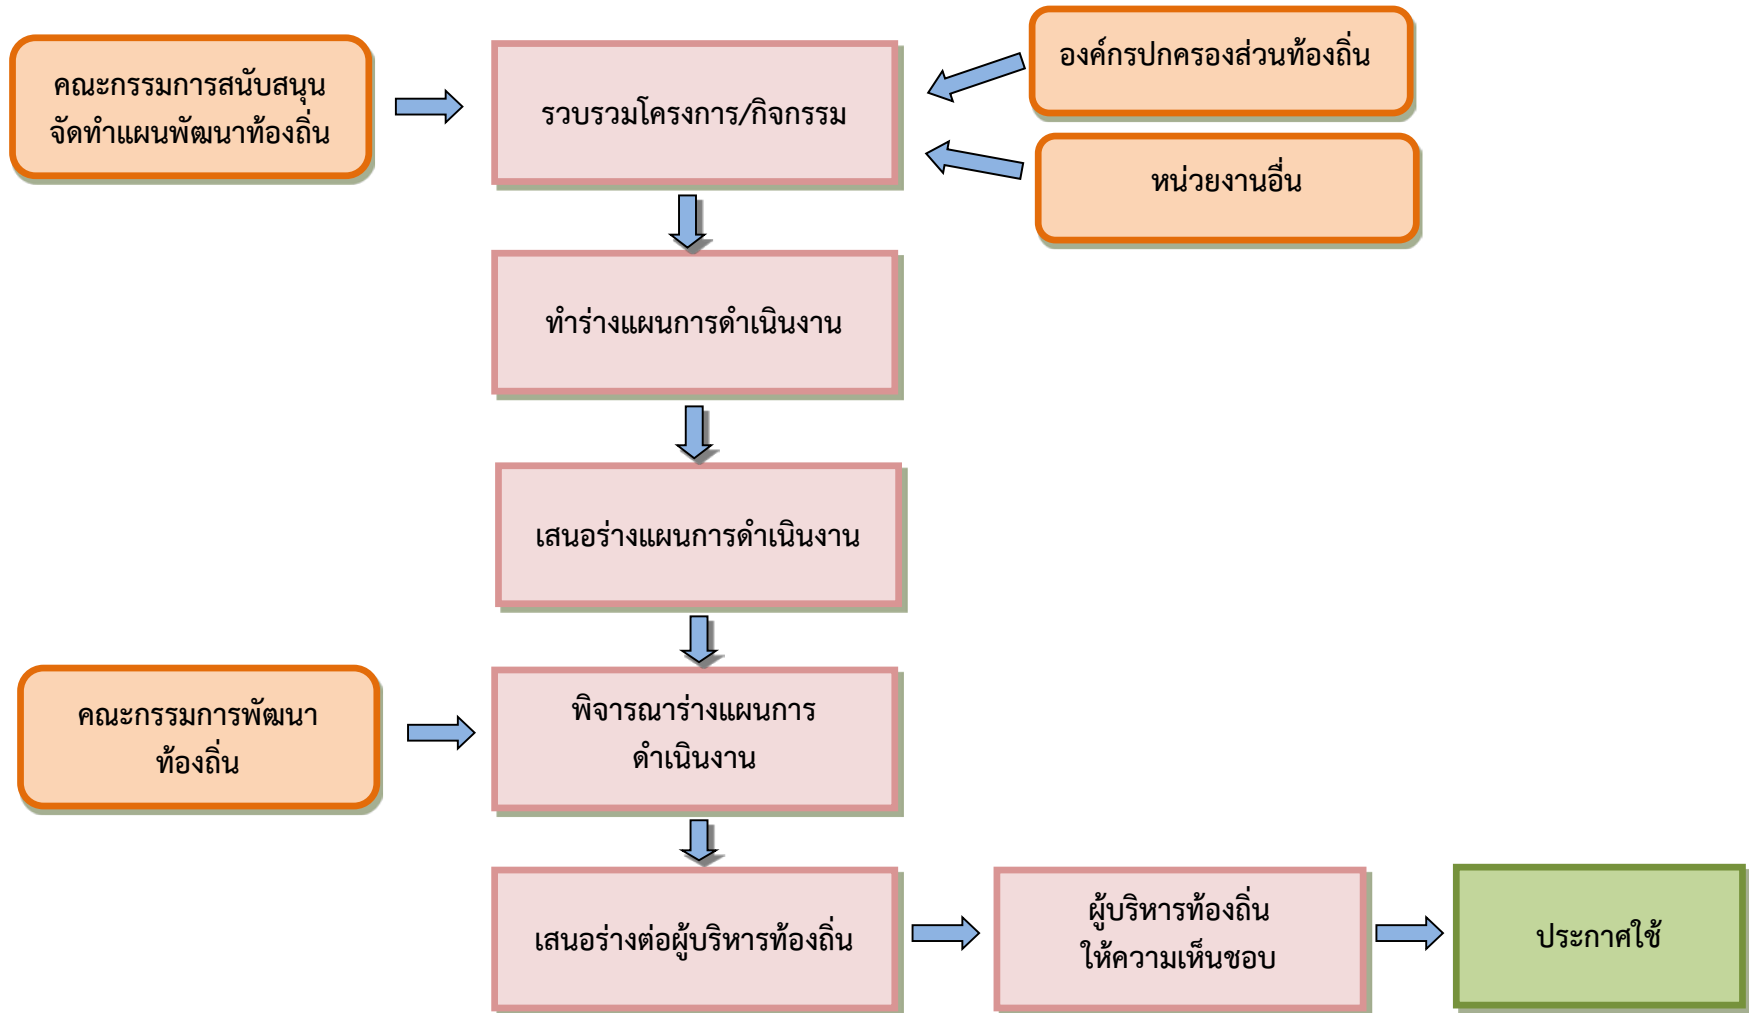 คณะกรรมการสนับสนุน
จัดทำแผนพัฒนาท้องถิ่น
รวบรวมโครงการ/กิจกรรม
องค์กรปกครองส่วนท้องถิ่น
หน่วยงานอื่น
ทำร่างแผนการดำเนินงาน
เสนอร่างแผนการดำเนินงาน
คณะกรรมการพัฒนา
ท้องถิ่น
พิจารณาร่างแผนการ
ดำเนินงาน
เสนอร่างต่อผู้บริหารท้องถิ่น
ผู้บริหารท้องถิ่น
ให้ความเห็นชอบ
ประกาศใช้